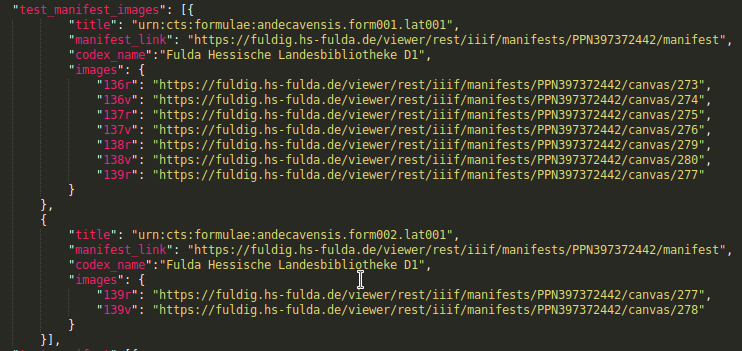 "test_manifest_images": [{
"title": "urn:cts:formulae:andecavensis.form001.lat001",
"manifest_link": "https://fuldig.hs-fulda.de/viewer/rest/iiif/manifests/PPN397372442/manifest",
"codex_name":"Fulda Hessische Landesbibliotheke D1",
"images": {
"136r": "https://fuldig.hs-fulda.de/viewer/rest/iiif/manifests/PPN397372442/canvas/273",
"136v": "https://fuldig.hs-fulda.de/viewer/rest/iiif/manifests/PPN397372442/canvas/274",
"137r": "https://fuldig.hs-fulda.de/viewer/rest/iiif/manifests/PPN397372442/canvas/275",
"137v": "https://fuldig.hs-fulda.de/viewer/rest/iiif/manifests/PPN397372442/canvas/276",
"138r": "https://fuldig.hs-fulda.de/viewer/rest/iiif/manifests/PPN397372442/canvas/279",
"138v": "https://fuldig.hs-fulda.de/viewer/rest/iiif/manifests/PPN397372442/canvas/280",
"139r": "https://fuldig.hs-fulda.de/viewer/rest/iiif/manifests/PPN397372442/canvas/277"
}
},
{
"title": "urn:cts:formulae:andecavensis.form002.lat001",
"manifest_link": "https://fuldig.hs-fulda.de/viewer/rest/iiif/manifests/PPN397372442/manifest",
"codex_name":"Fulda Hessische Landesbibliotheke D1",
"images": {
"139r": "https://fuldig.hs-fulda.de/viewer/rest/iiif/manifests/PPN397372442/canvas/277",
"139v": "https://fuldig.hs-fulda.de/viewer/rest/iiif/manifests/PPN397372442/canvas/278"
}
}],